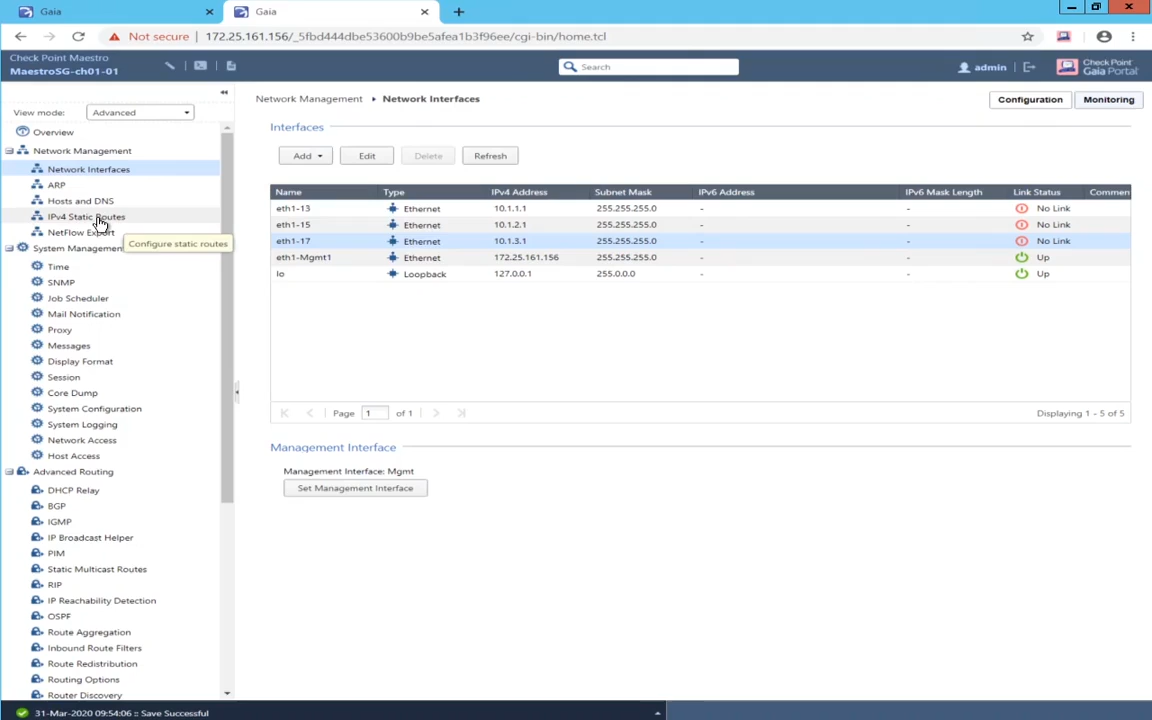 Gaia
Gaia
Not secure | 172.25.161.156/_5fbd444dbe53600b9be5afea1b3f96ee/cgi-bin/home.tcl
Check Point Maestro
MaestroSG-ch01-01
Search
admin
Check Point
Gaia Portal
View mode: Advanced
Overview
Network Management
Network Interfaces
ARP
Hosts and DNS
IPv4 Static Routes
NetFlow Export
Configure static routes
System Management
Time
SNMP
Job Scheduler
Mail Notification
Proxy
Messages
Display Format
Session
Core Dump
System Configuration
System Logging
Network Access
Host Access
Advanced Routing
DHCP Relay
BGP
IGMP
IP Broadcast Helper
PIM
Static Multicast Routes
RIP
IP Reachability Detection
OSPF
Route Aggregation
Inbound Route Filters
Route Redistribution
Routing Options
Router Discovery
Network Management Network Interfaces
Configuration Monitoring
Interfaces
Add Edit Delete Refresh
Name Type IPv4 Address Subnet Mask IPv6 Address IPv6 Mask Length Link Status Commen
eth1-13 Ethernet 10.1.1.1 255.255.255.0 - - No Link
eth1-15 Ethernet 10.1.2.1 255.255.255.0 - - No Link
eth1-17 Ethernet 10.1.3.1 255.255.255.0 - - No Link
eth1-Mgmt1 Ethernet 172.25.161.156 255.255.255.0 - - Up
lo Loopback 127.0.0.1 255.0.0.0 - - Up
Page 1 of 1 Displaying 1 - 5 of 5
Management Interface
Management Interface: Mgmt
Set Management Interface
31-Mar-2020 09:54:06 :: Save Successful